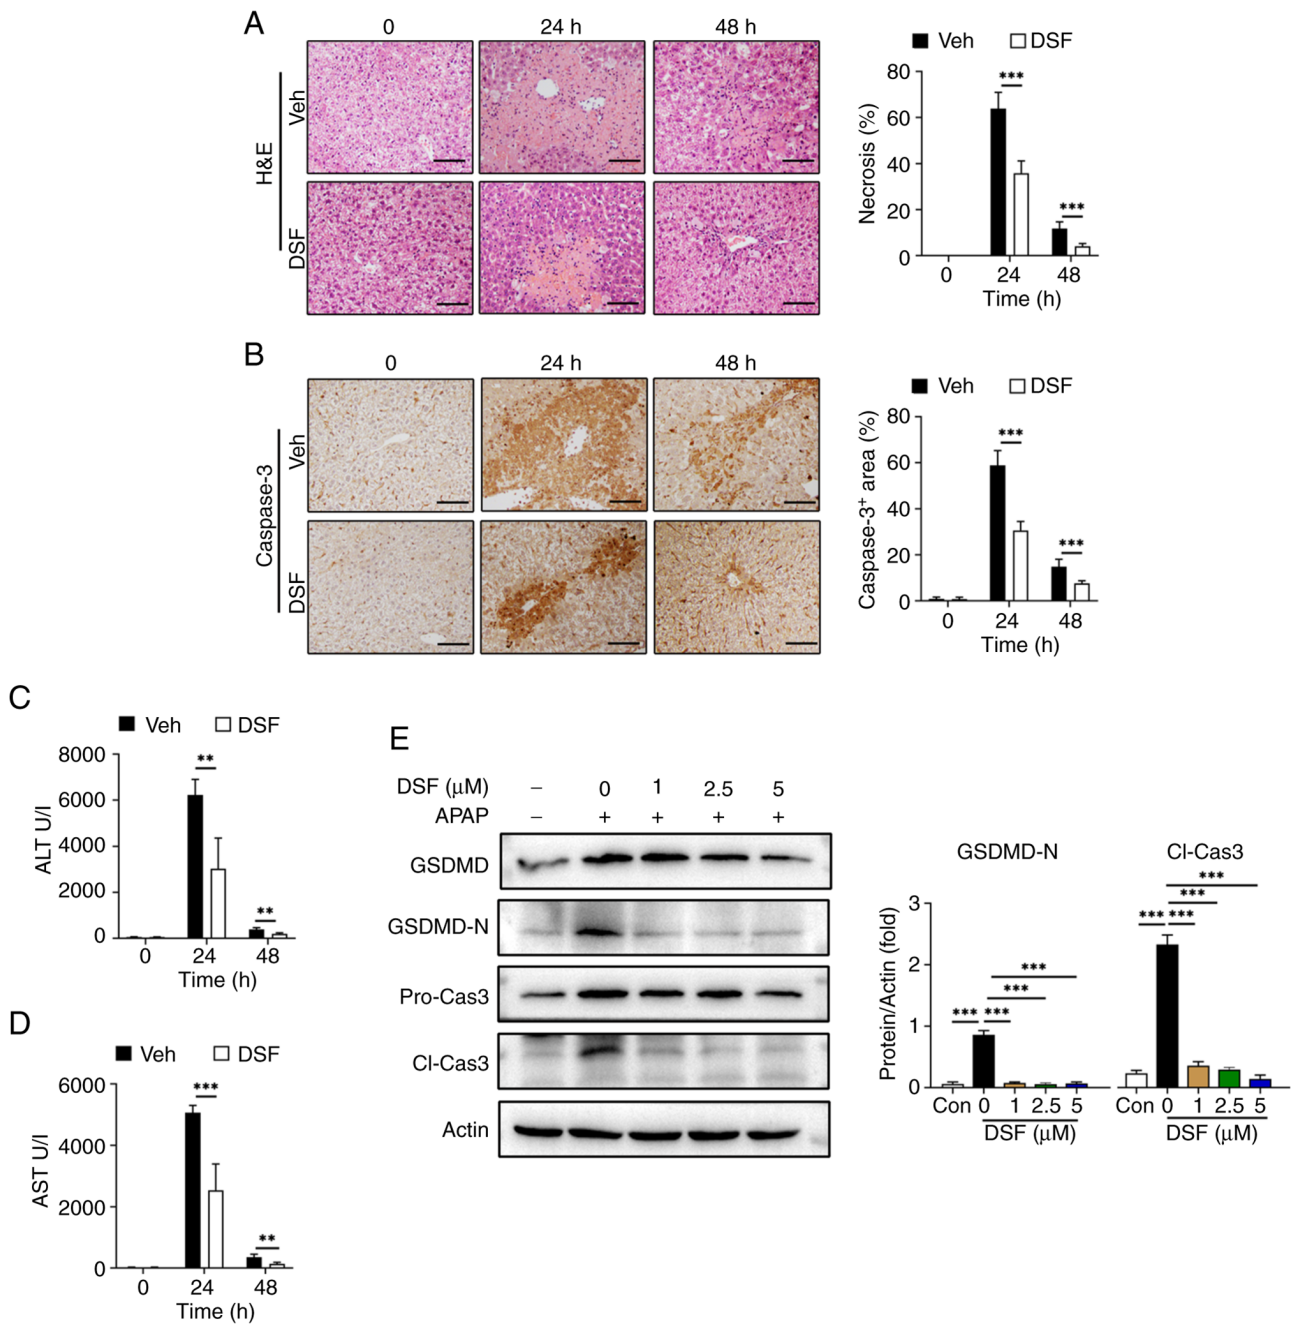 A
0
24 h
48 h
H&E
Veh
DSF
Veh DSF
Necrosis (%)
80
60
40
20
0
***
***
0 24 48
Time (h)
B
0
24 h
48 h
Caspase-3
Veh
DSF
Veh DSF
Caspase-3+ area (%)
80
60
40
20
0
***
***
0 24 48
Time (h)
C
Veh DSF
ALT U/l
8000
6000
4000
2000
0
**
**
0 24 48
Time (h)
D
Veh DSF
AST U/l
6000
4000
2000
0
***
**
0 24 48
Time (h)
E
DSF (μM) – 0 1 2.5 5
APAP – + + + +
GSDMD
GSDMD-N
Pro-Cas3
Cl-Cas3
Actin
GSDMD-N
Cl-Cas3
Protein/Actin (fold)
3
2
1
0
***
***
*** ***
***
***
*** ***
Con 0 1 2.5 5
DSF (μM)
Con 0 1 2.5 5
DSF (μM)